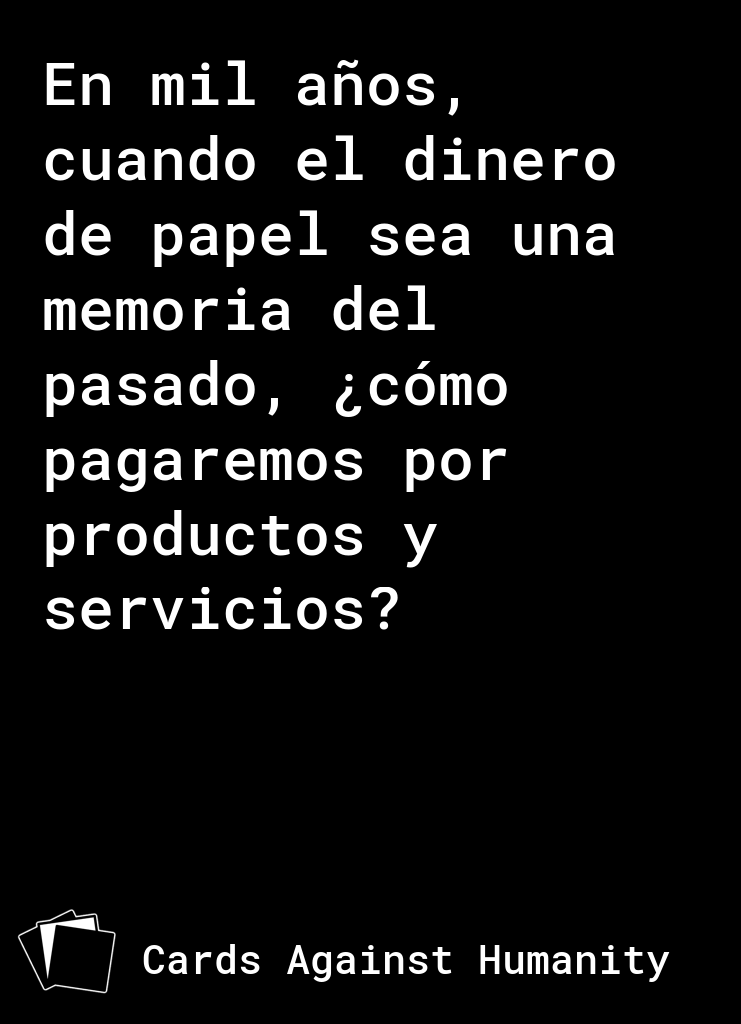 En mil años,
cuando el dinero
de papel sea una
memoria del
pasado, ¿cómo
pagaremos por
productos y
servicios?
Cards Against Humanity